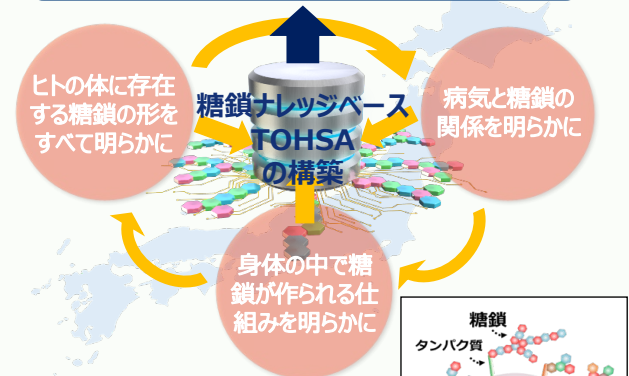 ヒトの体に存在
する糖鎖の形を
すべて明らかに
糖鎖ナレッジベース
TOHSA
の構築
病気と糖鎖の
関係を明らかに
身体の中で糖
鎖が作られる仕
組みを明らかに
糖鎖
タンパク質